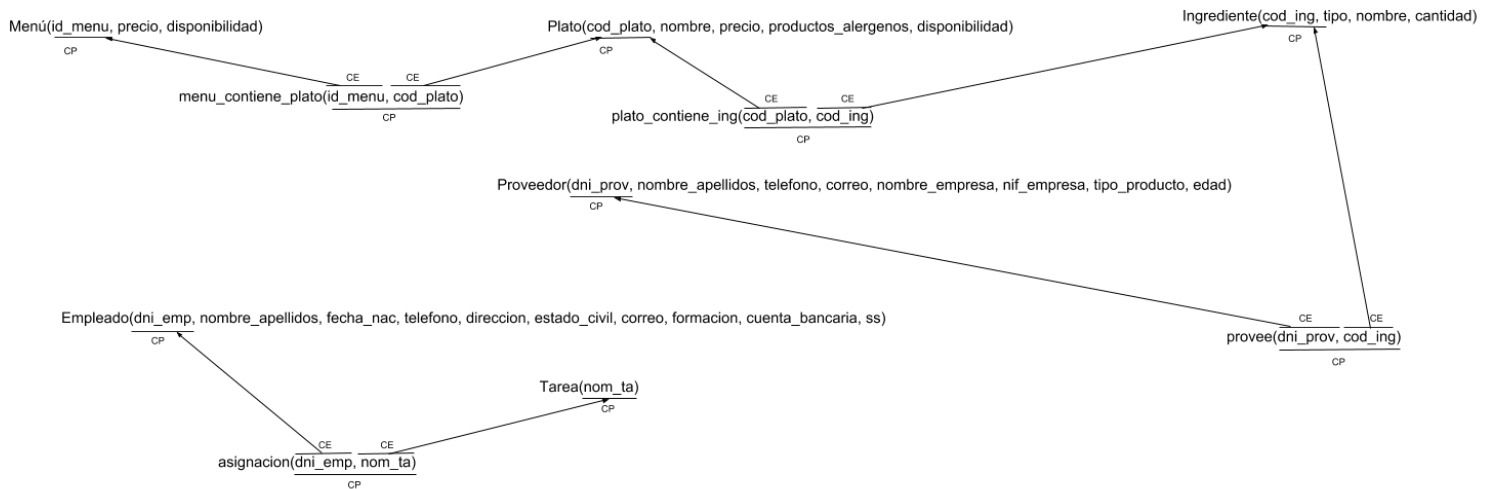 Menú(id_menu, precio, disponibilidad)
CP
Plato(cod_plato, nombre, precio, productos_alergenos, disponibilidad)
CP
Ingrediente(cod_ing, tipo, nombre, cantidad)
CP
CE CE
menu_contiene_plato(id_menu, cod_plato)
CP
CE CE
plato_contiene_ing(cod_plato, cod_ing)
CP
Proveedor(dni_prov, nombre_apellidos, telefono, correo, nombre_empresa, nif_empresa, tipo_producto, edad)
CP
Empleado(dni_emp, nombre_apellidos, fecha_nac, telefono, direccion, estado_civil, correo, formacion, cuenta_bancaria, ss)
CP
CE CE
provee(dni_prov, cod_ing)
CP
Tarea(nom_ta)
CP
CE CE
asignacion(dni_emp, nom_ta)
CP